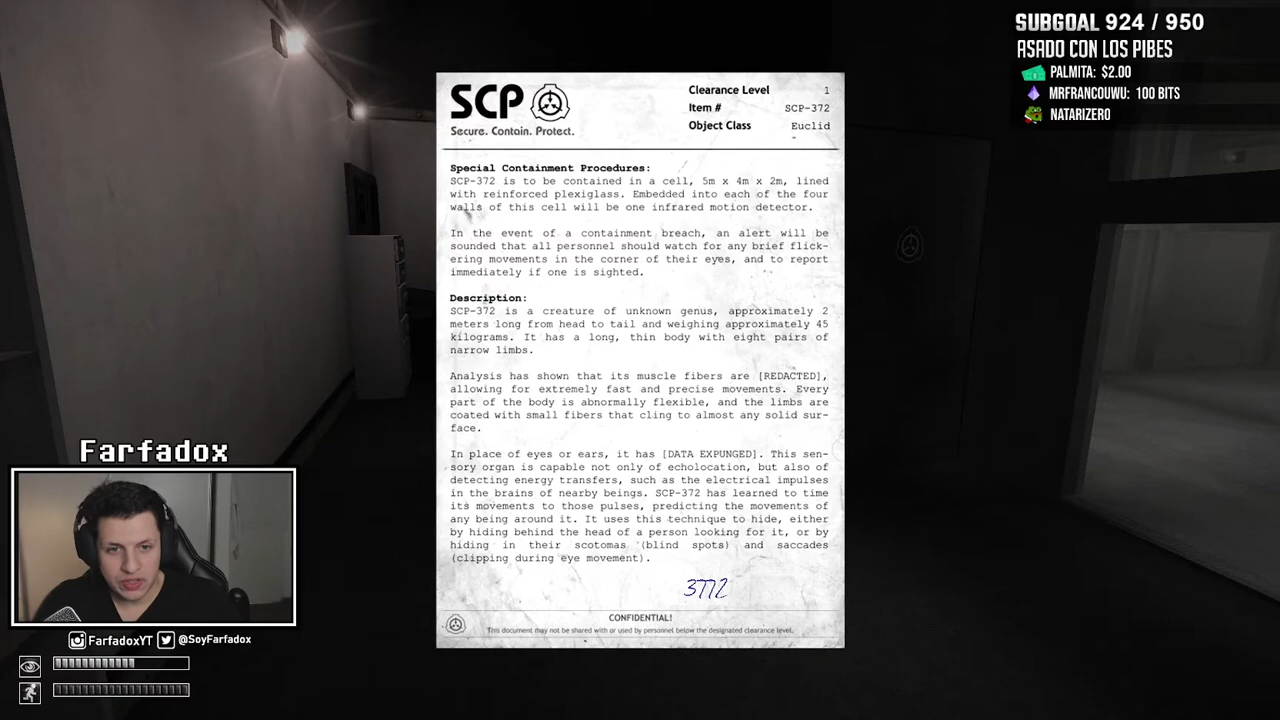 SUBGOAL 924 / 950
ASADO CON LOS PIBES
PALMITA: $2.00
MRFRANCOUWU: 100 BITS
NATARIZERO
SCP
Secure. Contain. Protect.
Clearance Level 1
Item # SCP-372
Object Class Euclid
Special Containment Procedures:
SCP-372 is to be contained in a cell, 5m x 4m x 2m, lined
with reinforced plexiglass. Embedded into each of the four
walls of this cell will be one infrared motion detector.
In the event of a containment breach, an alert will be
sounded that all personnel should watch for any brief flick-
ering movements in the corner of their eyes, and to report
immediately if one is sighted.
Description:
SCP-372 is a creature of unknown genus, approximately 2
meters long from head to tail and weighing approximately 45
kilograms. It has a long, thin body with eight pairs of
narrow limbs.
Analysis has shown that its muscle fibers are [REDACTED],
allowing for extremely fast and precise movements. Every
part of the body is abnormally flexible, and the limbs are
coated with small fibers that cling to almost any solid sur-
face.
In place of eyes or ears, it has [DATA EXPUNGED]. This sen-
sory organ is capable not only of echolocation, but also of
detecting energy transfers, such as the electrical impulses
in the brains of nearby beings. SCP-372 has learned to time
its movements to those pulses, predicting the movements of
any being around it. It uses this technique to hide, either
by hiding behind the head of a person looking for it, or by
hiding in their scotomas (blind spots) and saccades
(clipping during eye movement).
3772
CONFIDENTIAL!
This document may not be shared with or used by personnel below the designated clearance level.
Farfadox
FarfadoxYT @SoyFarfadox